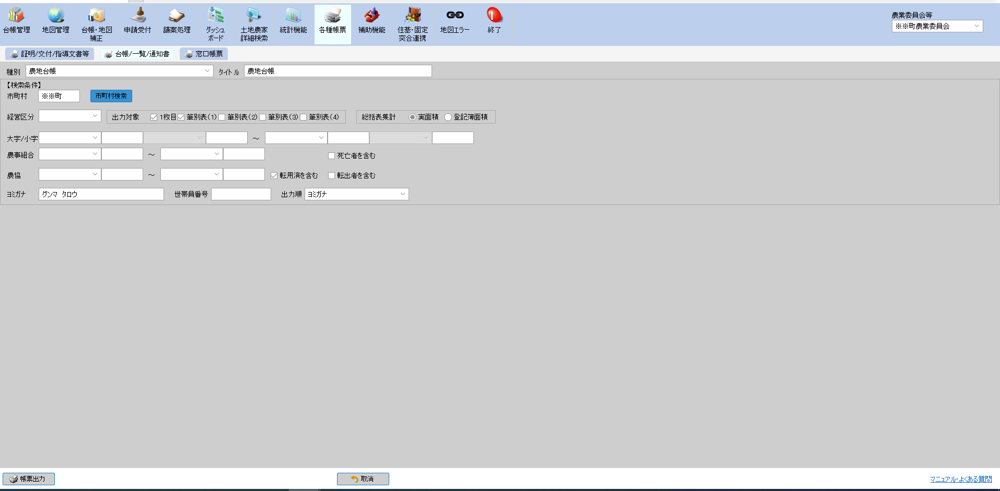 台帳管理 地図管理 台帳・地図補正 申請受付 議案処理 ダッシュボード 土地農家詳細検索 統計機能 各種帳票 補助機能 住基・固定突合連携 地図エラー 終了
農業委員会等
※※町農業委員会
証明/交付/指導文書等 台帳/一覧/通知書 窓口帳票
種別 農地台帳 タイトル 農地台帳
【検索条件】
市町村 ※※町 市町村検索
経営区分 出力対象 1枚目 筆別表(1) 筆別表(2) 筆別表(3) 筆別表(4) 総括表集計 実面積 登記簿面積
大字/小字 ～
農事組合 ～ 死亡者を含む
農協 ～ 転用済を含む 転出者を含む
ヨミガナ グンマ タロウ 世帯員番号 出力順 ヨミガナ
帳票出力 取消 マニュアル・よくある質問